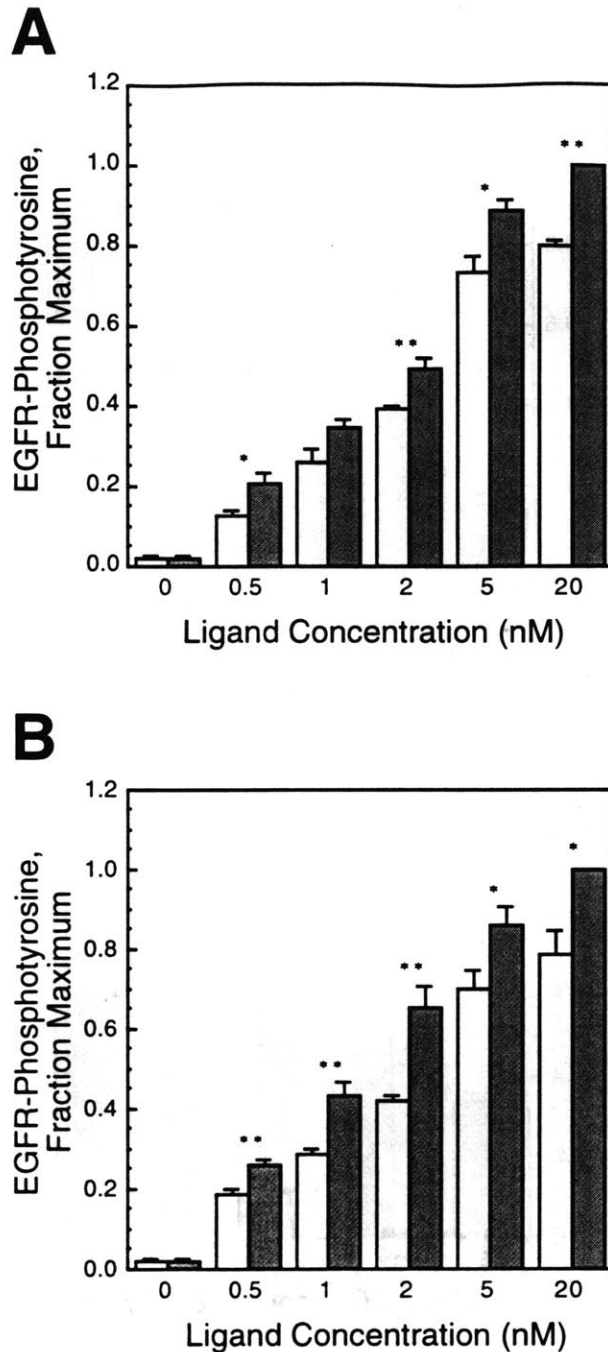 A
1.2
1.0
0.8
0.6
0.4
0.2
0.0
EGFR-Phosphotyrosine,
Fraction Maximum
*
**
*
**
0 0.5 1 2 5 20
Ligand Concentration (nM)
B
1.2
1.0
0.8
0.6
0.4
0.2
0.0
EGFR-Phosphotyrosine,
Fraction Maximum
**
**
**
*
*
0 0.5 1 2 5 20
Ligand Concentration (nM)